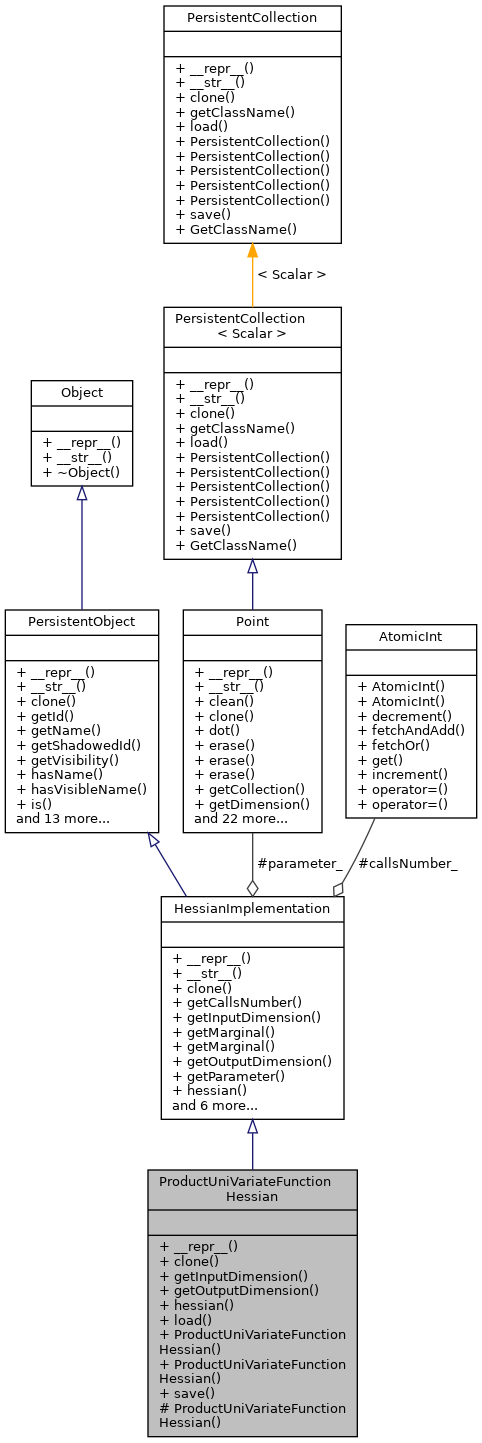 PersistentCollection
+ __repr__()
+ __str__()
+ clone()
+ getClassName()
+ load()
+ PersistentCollection()
+ PersistentCollection()
+ PersistentCollection()
+ PersistentCollection()
+ PersistentCollection()
+ save()
+ GetClassName()
< Scalar >
PersistentCollection
< Scalar >
+ __repr__()
+ __str__()
+ clone()
+ getClassName()
+ load()
+ PersistentCollection()
+ PersistentCollection()
+ PersistentCollection()
+ PersistentCollection()
+ PersistentCollection()
+ save()
+ GetClassName()
Object
+ __repr__()
+ __str__()
+ ~Object()
PersistentObject
+ __repr__()
+ __str__()
+ clone()
+ getId()
+ getName()
+ getShadowedId()
+ getVisibility()
+ hasName()
+ hasVisibleName()
+ is()
and 13 more...
Point
+ __repr__()
+ __str__()
+ clean()
+ clone()
+ dot()
+ erase()
+ erase()
+ erase()
+ getCollection()
+ getDimension()
and 22 more...
AtomicInt
+ AtomicInt()
+ AtomicInt()
+ decrement()
+ fetchAndAdd()
+ fetchOr()
+ get()
+ increment()
+ operator=()
+ operator=()
#parameter_
#callsNumber_
HessianImplementation
+ __repr__()
+ __str__()
+ clone()
+ getCallsNumber()
+ getInputDimension()
+ getMarginal()
+ getMarginal()
+ getOutputDimension()
+ getParameter()
+ hessian()
and 6 more...
ProductUniVariateFunction
Hessian
+ __repr__()
+ clone()
+ getInputDimension()
+ getOutputDimension()
+ hessian()
+ load()
+ ProductUniVariateFunction
Hessian()
+ ProductUniVariateFunction
Hessian()
+ save()
# ProductUniVariateFunction
Hessian()